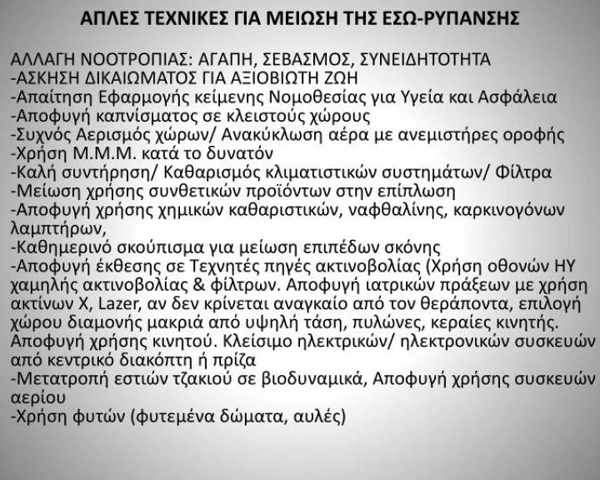 ΑΠΛΕΣ ΤΕΧΝΙΚΕΣ ΓΙΑ ΜΕΙΩΣΗ ΤΗΣ ΕΣΩ-ΡΥΠΑΝΣΗΣ
ΑΛΛΑΓΗ ΝΟΟΤΡΟΠΙΑΣ: ΑΓΑΠΗ, ΣΕΒΑΣΜΟΣ, ΣΥΝΕΙΔΗΤΟΤΗΤΑ
-ΑΣΚΗΣΗ ΔΙΚΑΙΩΜΑΤΟΣ ΓΙΑ ΑΞΙΟΒΙΩΤΗ ΖΩΗ
-Απαίτηση Εφαρμογής κείμενης Νομοθεσίας για Υγεία και Ασφάλεια
-Αποφυγή καπνίσματος σε κλειστούς χώρους
-Συχνός Αερισμός χώρων/ Ανακύκλωση αέρα με ανεμιστήρες οροφής
-Χρήση Μ.Μ.Μ. κατά το δυνατόν
-Καλή συντήρηση/ Καθαρισμός κλιματιστικών συστημάτων/ Φίλτρα
-Μείωση χρήσης συνθετικών προϊόντων στην επίπλωση
-Αποφυγή χρήσης χημικών καθαριστικών, ναφθαλίνης, καρκινογόνων
λαμπτήρων,
-Καθημερινό σκούπισμα για μείωση επιπέδων σκόνης
-Αποφυγή έκθεσης σε Τεχνητές πηγές ακτινοβολίας (Χρήση οθονών ΗΥ
χαμηλής ακτινοβολίας & φίλτρων. Αποφυγή ιατρικών πράξεων με χρήση
ακτίνων Χ, Lazer, αν δεν κρίνεται αναγκαίο από τον θεράποντα, επιλογή
χώρου διαμονής μακριά από υψηλή τάση, πυλώνες, κεραίες κινητής.
Αποφυγή χρήσης κινητού. Κλείσιμο ηλεκτρικών/ ηλεκτρονικών συσκευών
από κεντρικό διακόπτη ή πρίζα
-Μετατροπή εστιών τζακιού σε βιοδυναμικά, Αποφυγή χρήσης συσκευών
αερίου
-Χρήση φυτών (φυτεμένα δώματα, αυλές)